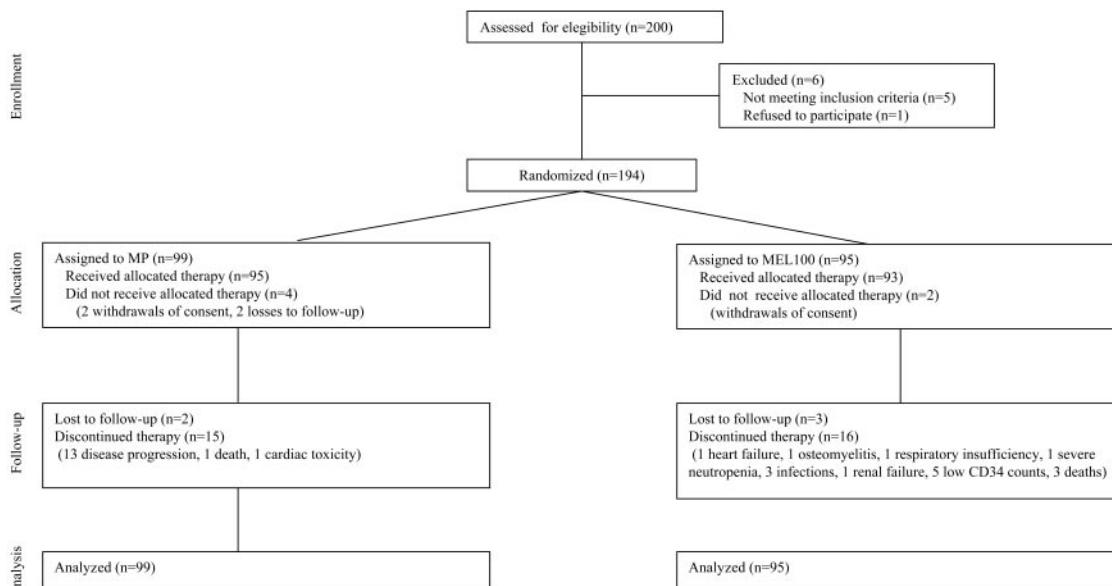 Enrollment
Assessed for elegibility (n=200)
Excluded (n=6)
Not meeting inclusion criteria (n=5)
Refused to participate (n=1)
Randomized (n=194)
Allocation
Assigned to MP (n=99)
Received allocated therapy (n=95)
Did not receive allocated therapy (n=4)
(2 withdrawals of consent, 2 losses to follow-up)
Assigned to MEL100 (n=95)
Received allocated therapy (n=93)
Did not receive allocated therapy (n=2)
(withdrawals of consent)
Follow-up
Lost to follow-up (n=2)
Discontinued therapy (n=15)
(13 disease progression, 1 death, 1 cardiac toxicity)
Lost to follow-up (n=3)
Discontinued therapy (n=16)
(1 heart failure, 1 osteomyelitis, 1 respiratory insufficiency, 1 severe
neutropenia, 3 infections, 1 renal failure, 5 low CD34 counts, 3 deaths)
nalysis
Analyzed (n=99)
Analyzed (n=95)